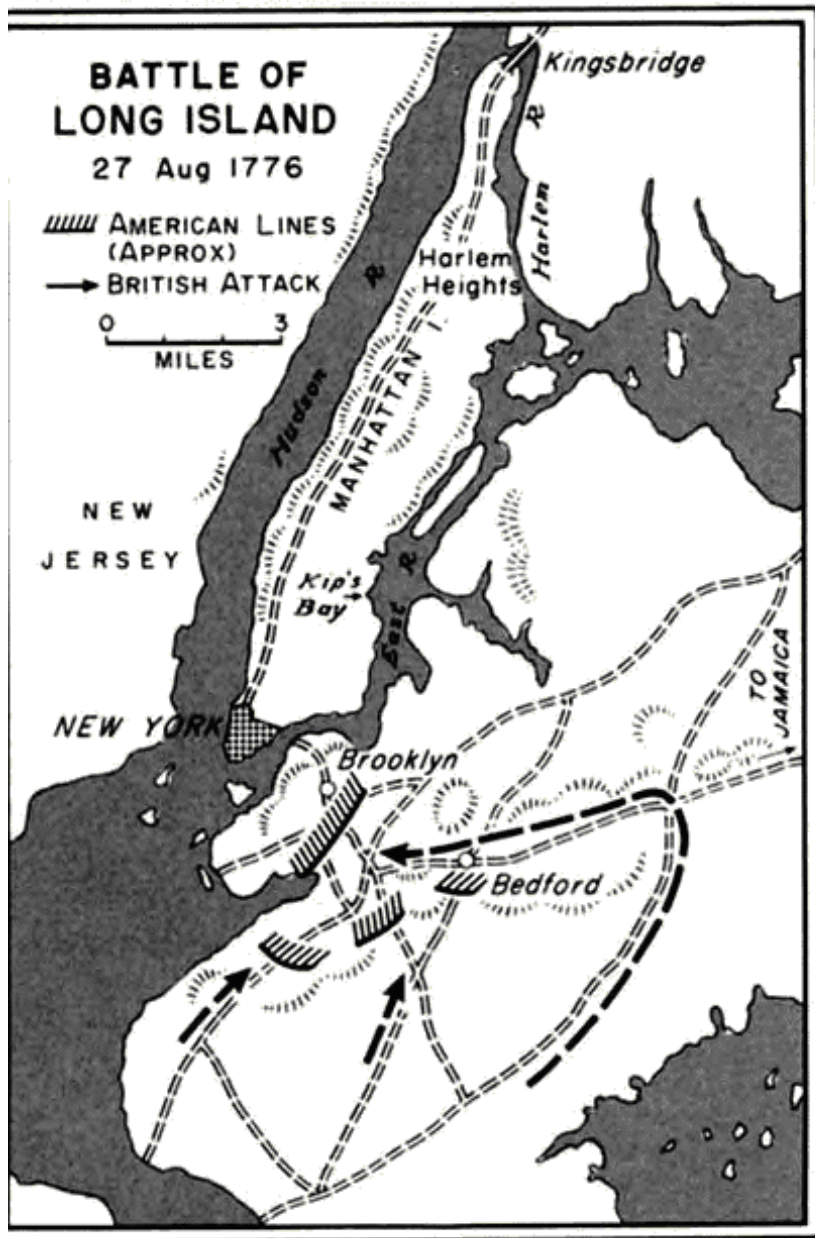 BATTLE OF
LONG ISLAND
27 Aug 1776
AMERICAN LINES
(APPROX)
BRITISH ATTACK
0 3
MILES
Kingsbridge
Harlem R
Harlem
Heights
Hudson R
MANHATTAN I.
NEW
JERSEY
Kip's
Bay
East R
TO
JAMAICA
NEW YORK
Brooklyn
Bedford